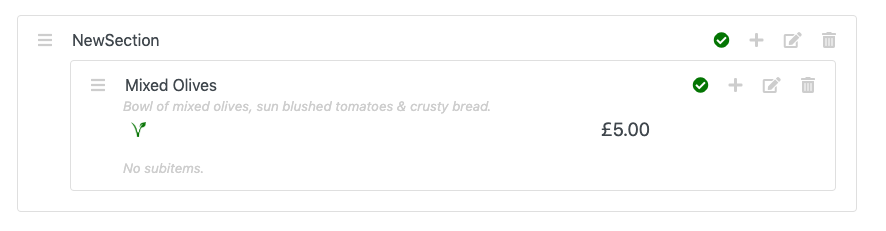 NewSection
Mixed Olives
Bowl of mixed olives, sun blushed tomatoes & crusty bread.
£5.00
No subitems.